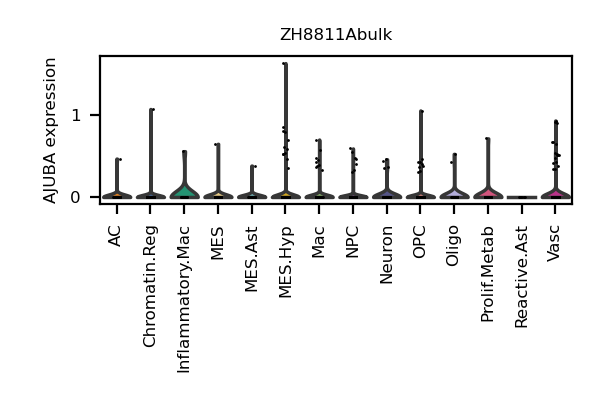 ZH8811Abulk
AJUBA expression
1
0
AC
Chromatin.Reg
Inflammatory.Mac
MES
MES.Ast
MES.Hyp
Mac
NPC
Neuron
OPC
Oligo
Prolif.Metab
Reactive.Ast
Vasc